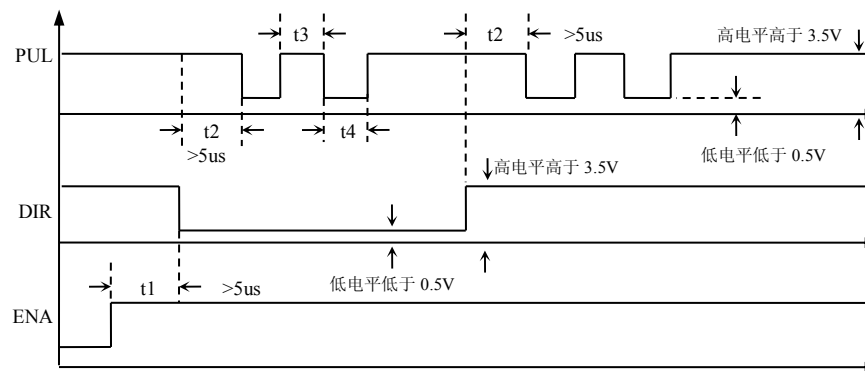 t3
t2
>5us
高电平高于 3.5V
PUL
t2
t4
>5us
低电平低于 0.5V
高电平高于 3.5V
DIR
t1
>5us
低电平低于 0.5V
ENA